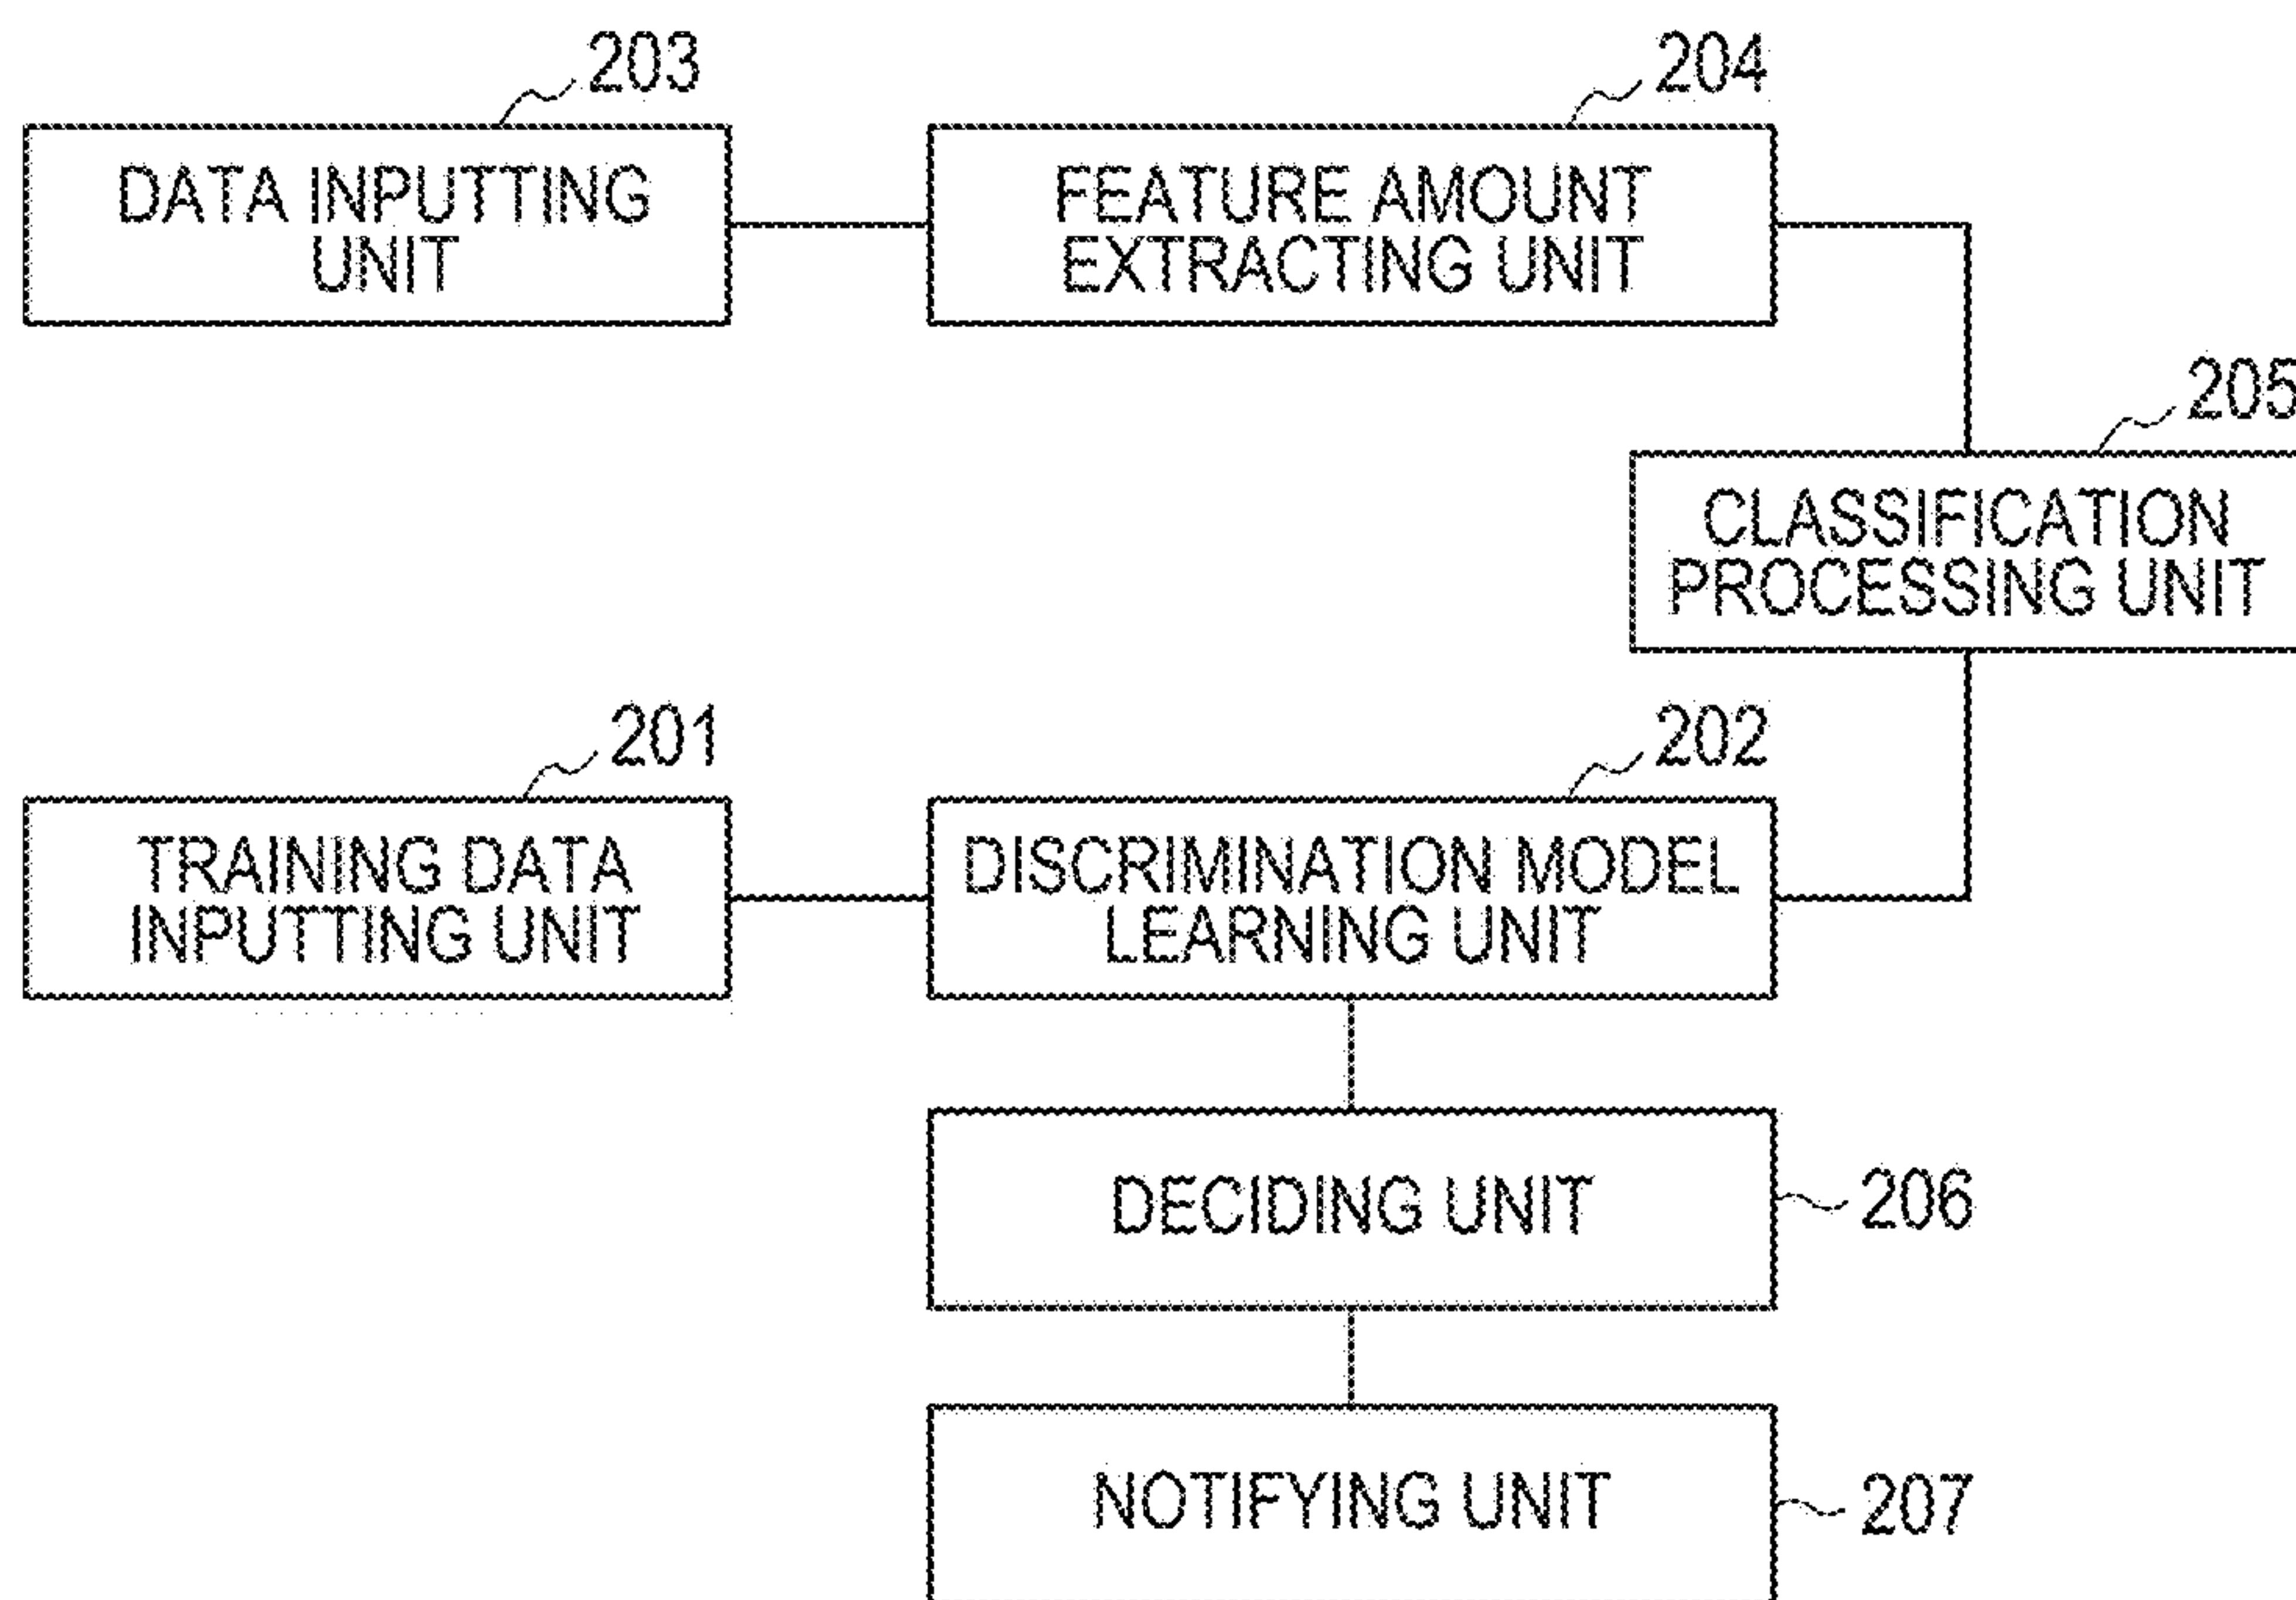 203
204
DATA INPUTTING
UNIT
FEATURE AMOUNT
EXTRACTING UNIT
205
CLASSIFICATION
PROCESSING UNIT
201
202
TRAINING DATA
INPUTTING UNIT
DISCRIMINATION MODEL
LEARNING UNIT
DECIDING UNIT
206
NOTIFYING UNIT
207